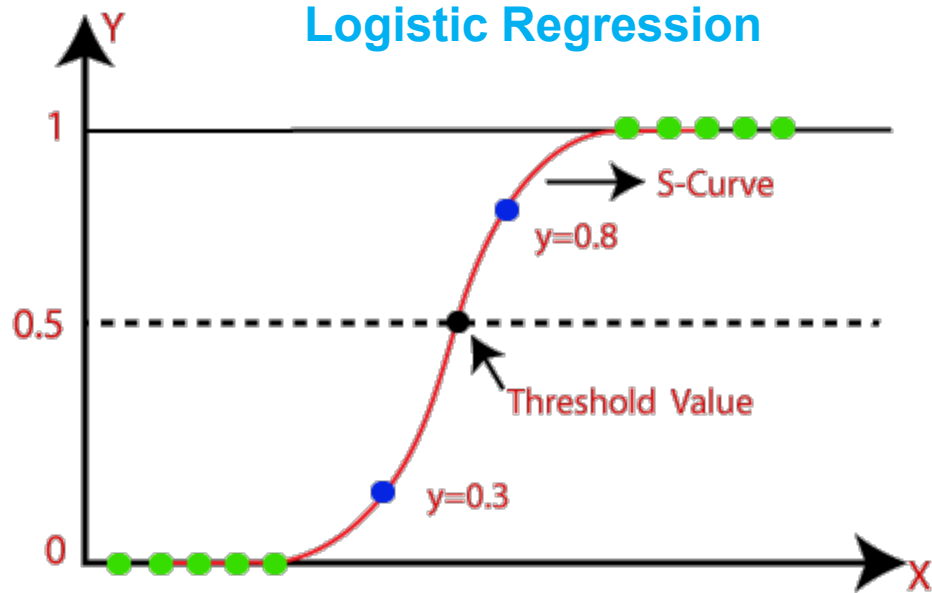 Logistic Regression
Y
1
S-Curve
y=0.8
0.5
Threshold Value
y=0.3
0
X